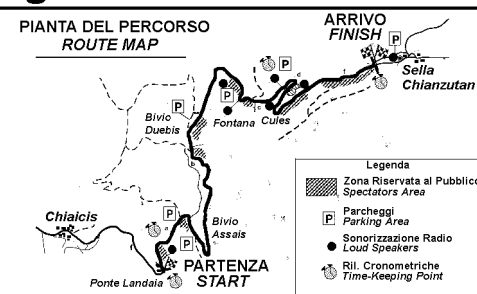 PIANTA DEL PERCORSO
ROUTE MAP
ARRIVO
FINISH
P
P
Sella
Chianzutan
P
P
Bivio
Duebis
Fontana
Cules
Chiaicis
P
P
Bivio
Assais
PARTENZA
START
Ponte Landaia
Legenda
Zona Riservata al Pubblico
Spectators Area
P
Parcheggi
Parking Area
Sonorizzazione Radio
Loud Speakers
Ril. Cronometriche
Time-Keeping Point